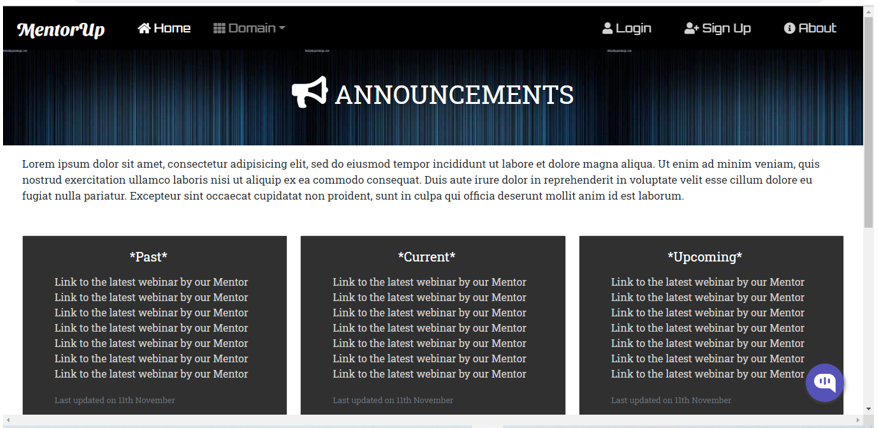 MentorUp Home Domain Login Sign Up About
ANNOUNCEMENTS
Lorem ipsum dolor sit amet, consectetur adipisicing elit, sed do eiusmod tempor incididunt ut labore et dolore magna aliqua. Ut enim ad minim veniam, quis
nostrud exercitation ullamco laboris nisi ut aliquip ex ea commodo consequat. Duis aute irure dolor in reprehenderit in voluptate velit esse cillum dolore eu
fugiat nulla pariatur. Excepteur sint occaecat cupidatat non proident, sunt in culpa qui officia deserunt mollit anim id est laborum.
*Past*
Link to the latest webinar by our Mentor
Link to the latest webinar by our Mentor
Link to the latest webinar by our Mentor
Link to the latest webinar by our Mentor
Link to the latest webinar by our Mentor
Link to the latest webinar by our Mentor
Link to the latest webinar by our Mentor
Last updated on 11th November
*Current*
Link to the latest webinar by our Mentor
Link to the latest webinar by our Mentor
Link to the latest webinar by our Mentor
Link to the latest webinar by our Mentor
Link to the latest webinar by our Mentor
Link to the latest webinar by our Mentor
Link to the latest webinar by our Mentor
Last updated on 11th November
*Upcoming*
Link to the latest webinar by our Mentor
Link to the latest webinar by our Mentor
Link to the latest webinar by our Mentor
Link to the latest webinar by our Mentor
Link to the latest webinar by our Mentor
Link to the latest webinar by our Mentor
Link to the latest webinar by our Mentor
Last updated on 11th November